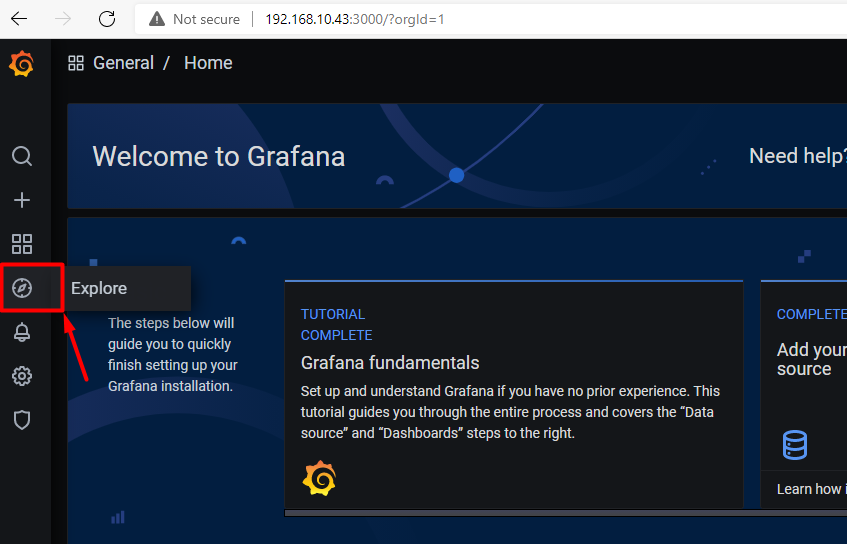 Not secure 192.168.10.43:3000/?orgId=1
General / Home
Welcome to Grafana
Need help?
Explore
The steps below will
guide you to quickly
finish setting up your
Grafana installation.
TUTORIAL
COMPLETE
Grafana fundamentals
Set up and understand Grafana if you have no prior experience. This
tutorial guides you through the entire process and covers the “Data
source” and “Dashboards” steps to the right.
COMPLETE
Add your
source
Learn how i